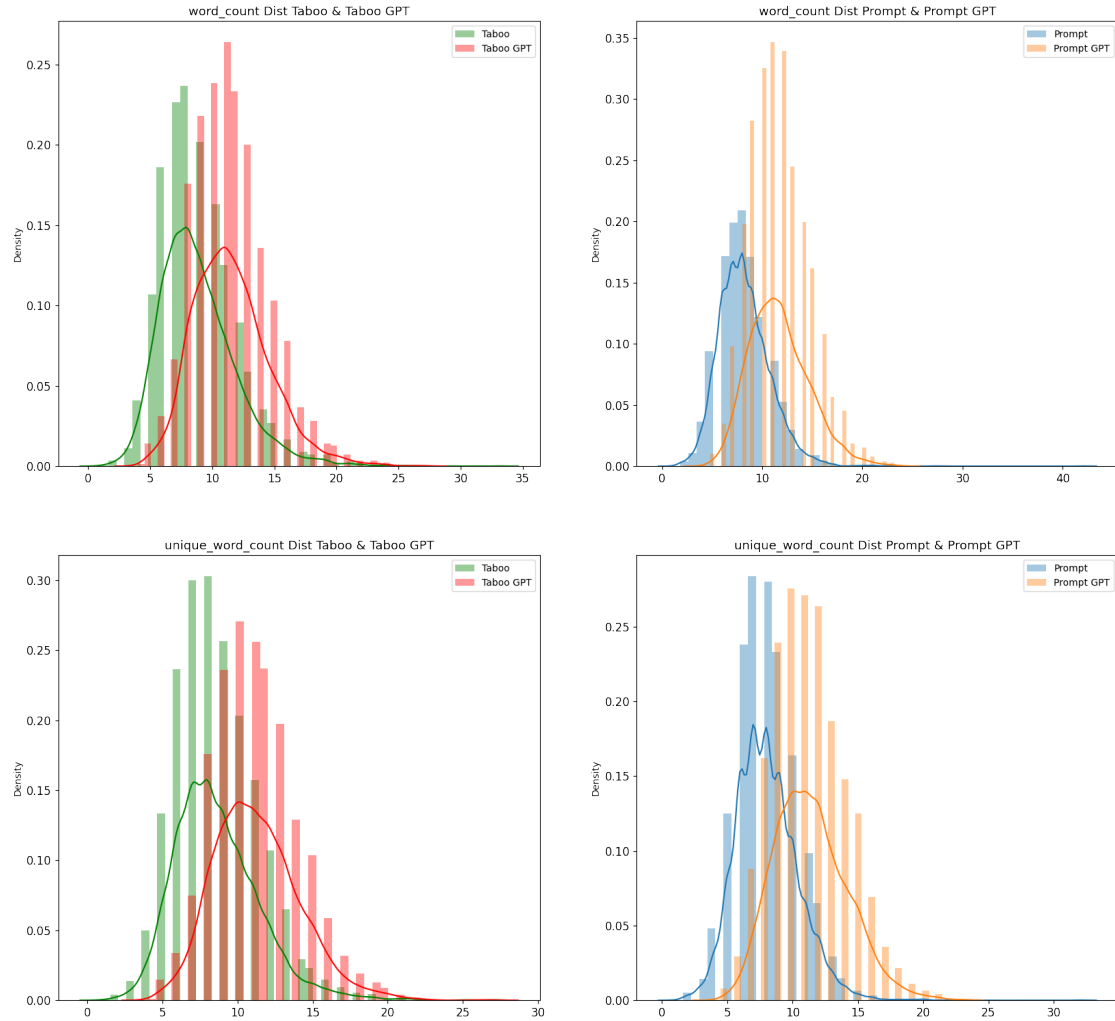 word_count Dist Taboo & Taboo GPT
Taboo
Taboo GPT
Density
0.25
0.20
0.15
0.10
0.05
0.00
0 5 10 15 20 25 30 35
word_count Dist Prompt & Prompt GPT
Prompt
Prompt GPT
Density
0.35
0.30
0.25
0.20
0.15
0.10
0.05
0.00
0 10 20 30 40
unique_word_count Dist Taboo & Taboo GPT
Taboo
Taboo GPT
Density
0.30
0.25
0.20
0.15
0.10
0.05
0.00
0 5 10 15 20 25 30
unique_word_count Dist Prompt & Prompt GPT
Prompt
Prompt GPT
Density
0.25
0.20
0.15
0.10
0.05
0.00
0 5 10 15 20 25 30